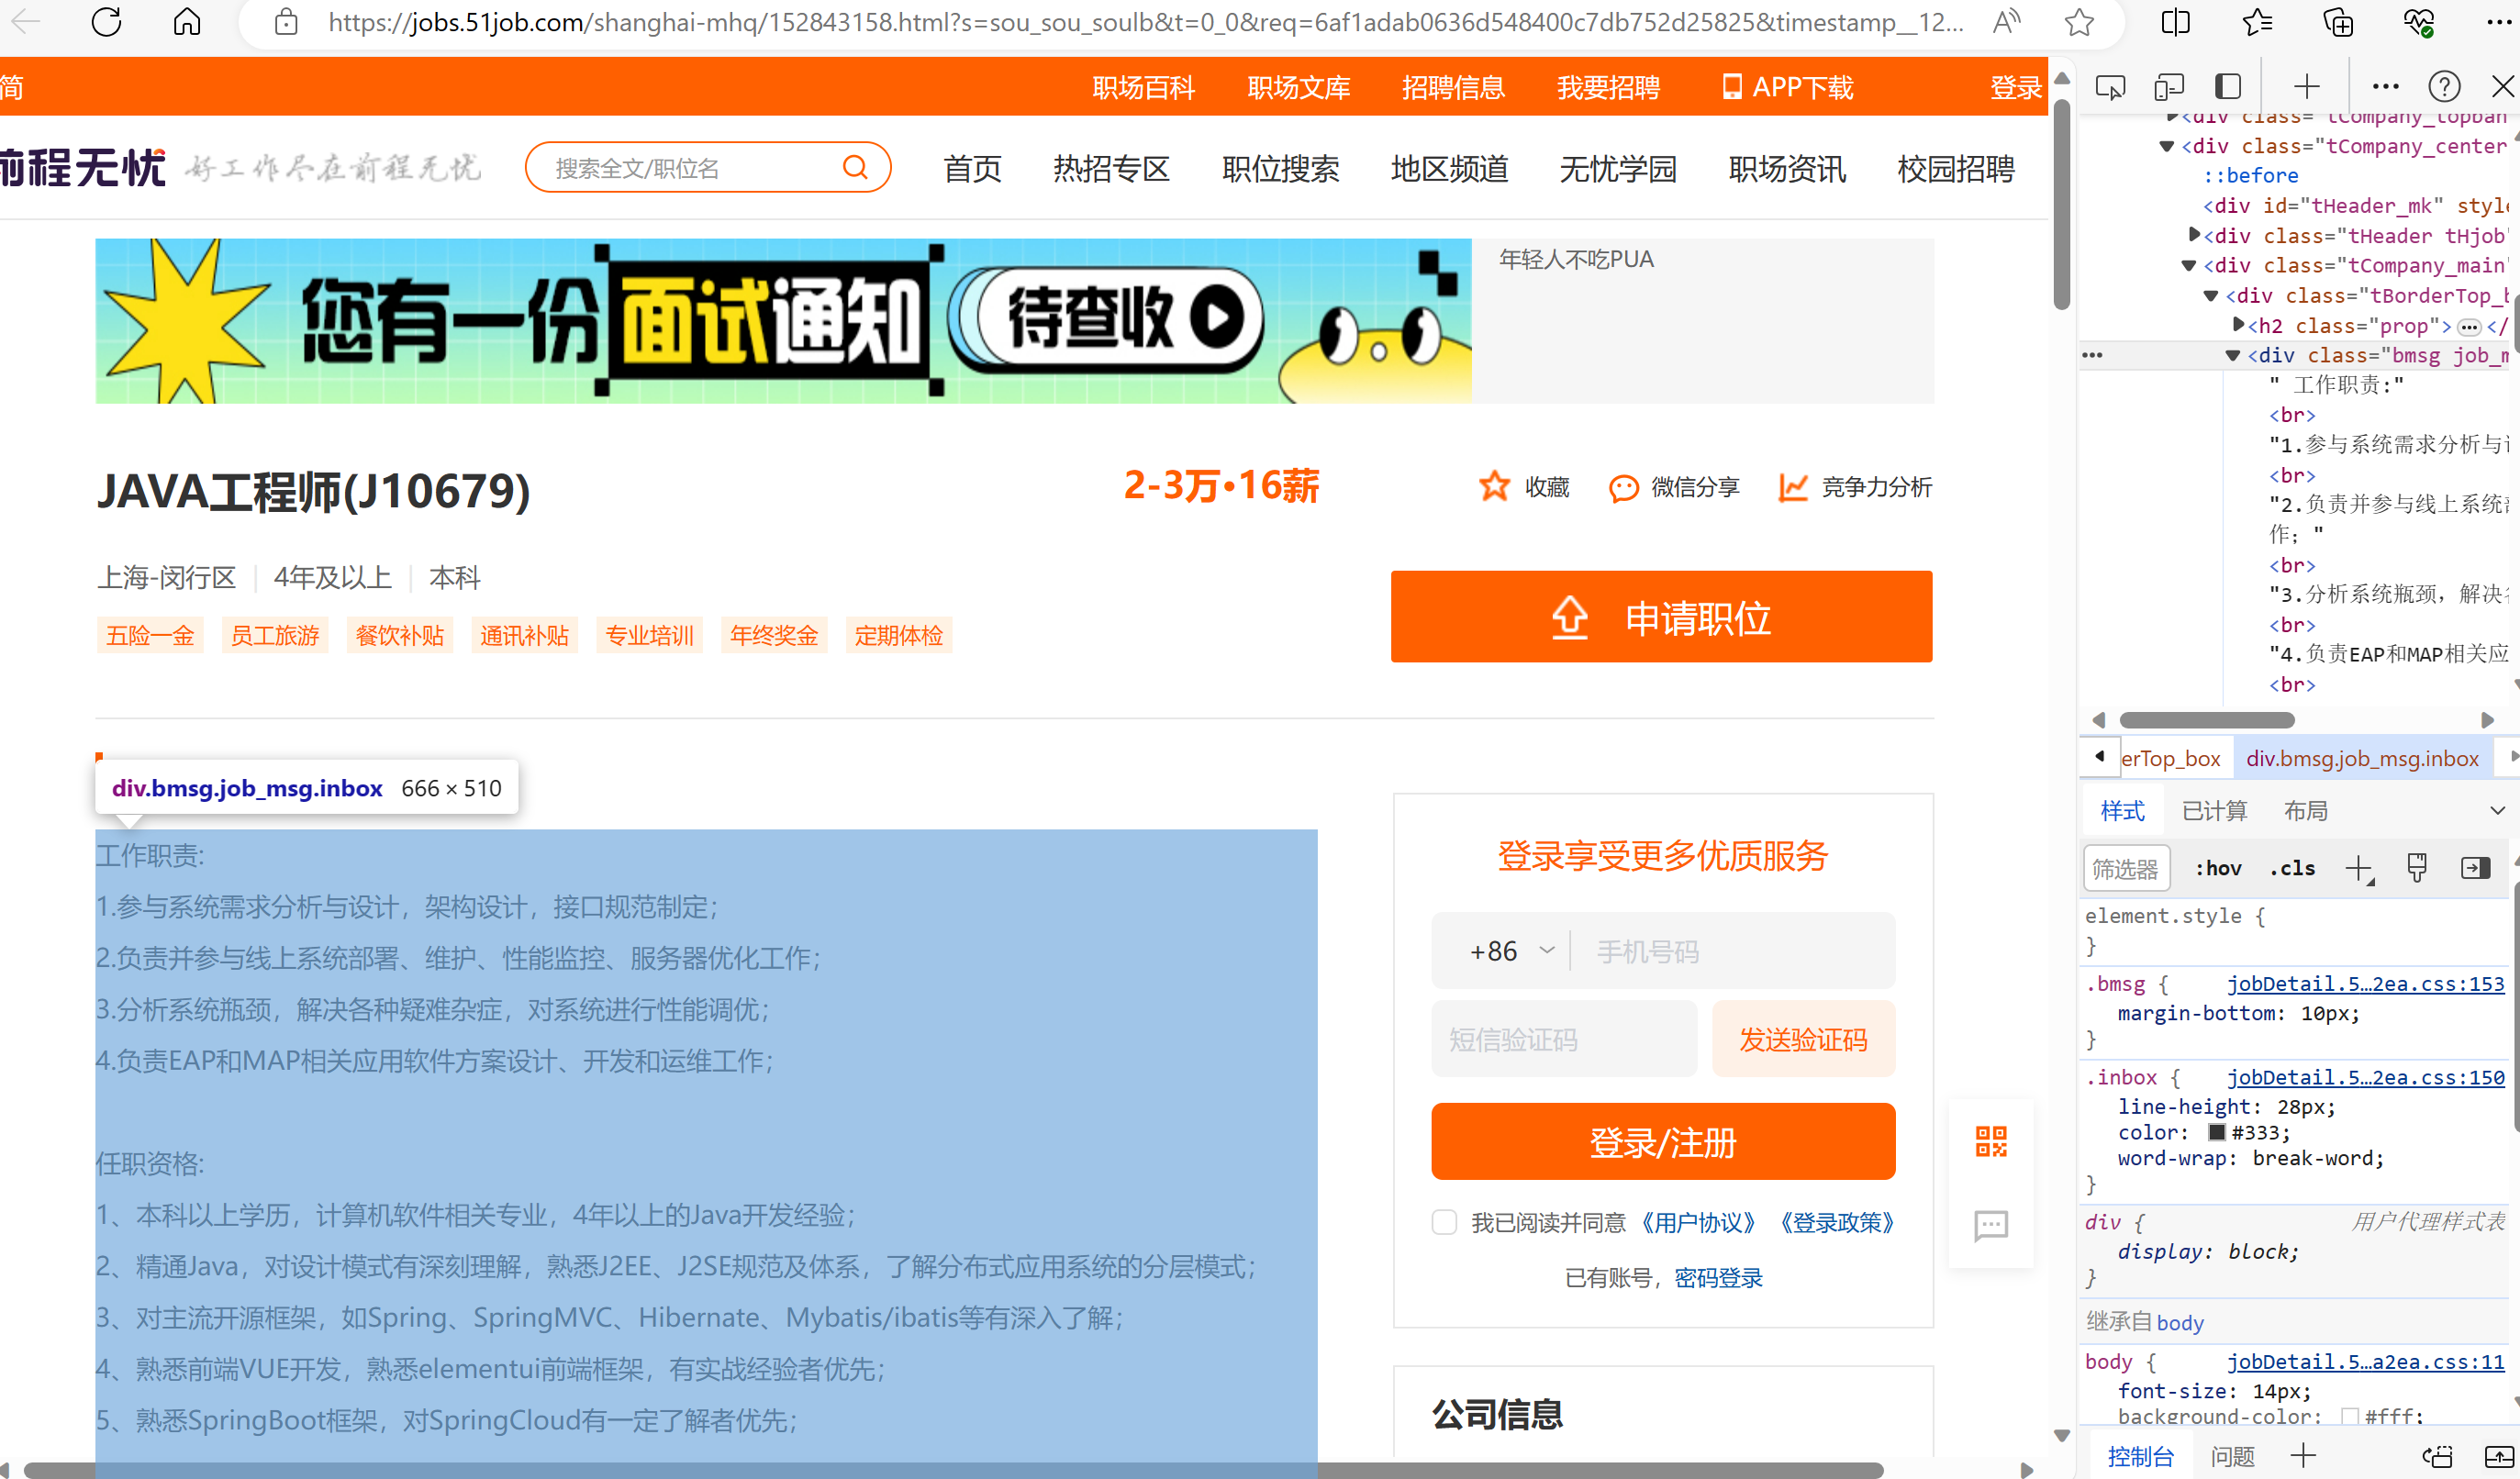 https://jobs.51job.com/shanghai-mhq/152843158.html?s=sou_sou_soulb&t=0_0&req=6af1adab0636d548400c7db752d25825&timestamp__12...
简 职场百科 职场文库 招聘信息 我要招聘 APP下载 登录
前程无忧 好工作尽在前程无忧 搜索全文/职位名 首页 热招专区 职位搜索 地区频道 无忧学园 职场资讯 校园招聘
您有一份面试通知 待查收
年轻人不吃PUA
JAVA工程师(J10679) 2-3万·16薪 收藏 微信分享 竞争力分析
上海-闵行区 | 4年及以上 | 本科
申请职位
五险一金 员工旅游 餐饮补贴 通讯补贴 专业培训 年终奖金 定期体检
div.bmsg.job_msg.inbox 666 × 510
工作职责:
1.参与系统需求分析与设计，架构设计，接口规范制定；
2.负责并参与线上系统部署、维护、性能监控、服务器优化工作；
3.分析系统瓶颈，解决各种疑难杂症，对系统进行性能调优；
4.负责EAP和MAP相关应用软件方案设计、开发和运维工作；
任职资格:
1、本科以上学历，计算机软件相关专业，4年以上的Java开发经验；
2、精通Java，对设计模式有深刻理解，熟悉J2EE、J2SE规范及体系，了解分布式应用系统的分层模式；
3、对主流开源框架，如Spring、SpringMVC、Hibernate、Mybatis/ibatis等有深入了解；
4、熟悉前端VUE开发，熟悉elementui前端框架，有实战经验者优先；
5、熟悉SpringBoot框架，对SpringCloud有一定了解者优先；
登录享受更多优质服务
+86 手机号码
短信验证码 发送验证码
登录/注册
我已阅读并同意《用户协议》《登录政策》
已有账号，密码登录
公司信息
<div class="tCompany_topban
<div class="tCompany_center
::before
<div id="tHeader_mk" style
<div class="tHeader tHjob"
<div class="tCompany_main"
<div class="tBorderTop_b
<h2 class="prop">…</
<div class="bmsg job_m
" 工作职责:"
<br>
"1.参与系统需求分析与
<br>
"2.负责并参与线上系统
作；"
<br>
"3.分析系统瓶颈，解决
<br>
"4.负责EAP和MAP相关应
<br>
erTop_box div.bmsg.job_msg.inbox
样式 已计算 布局
筛选器 :hov .cls
element.style {
}
.bmsg { jobDetail.5…2ea.css:153
margin-bottom: 10px;
}
.inbox { jobDetail.5…2ea.css:150
line-height: 28px;
color: #333;
word-wrap: break-word;
}
div { 用户代理样式表
display: block;
}
继承自 body
body { jobDetail.5…a2ea.css:11
font-size: 14px;
background-color: #fff;
控制台 问题